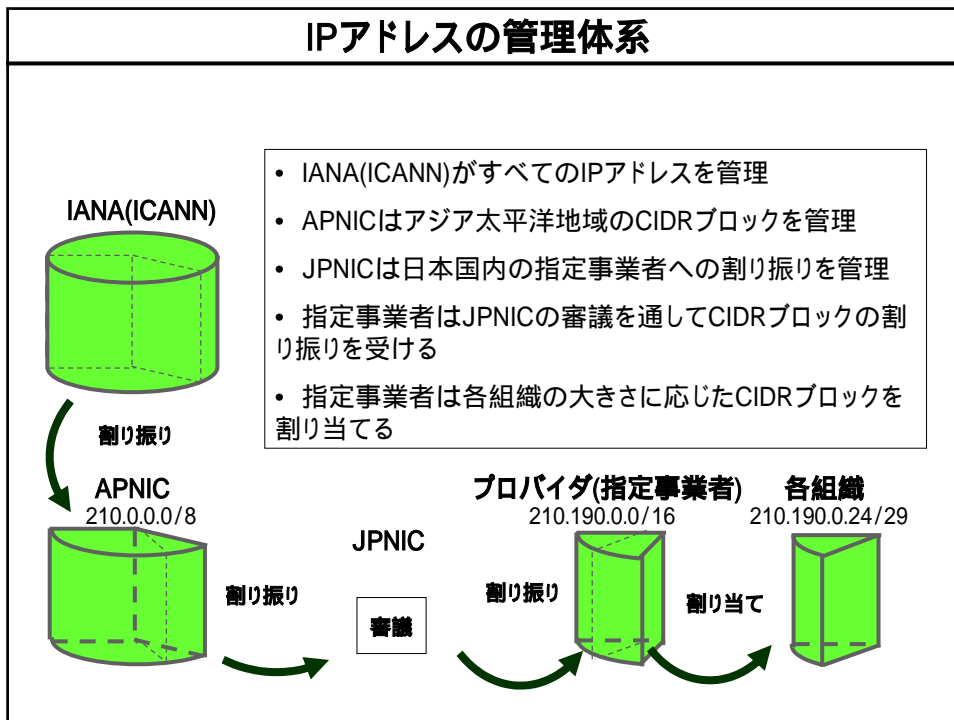 IPアドレスの管理体系
• IANA(ICANN)がすべてのIPアドレスを管理
• APNICはアジア太平洋地域のCIDRブロックを管理
• JPNICは日本国内の指定事業者への割り振りを管理
• 指定事業者はJPNICの審議を通してCIDRブロックの割
り振りを受ける
• 指定事業者は各組織の大きさに応じたCIDRブロックを
割り当てる
IANA(ICANN)
割り振り
APNIC
210.0.0.0/8
割り振り
JPNIC
審議
割り振り
プロバイダ(指定事業者)
210.190.0.0/16
割り当て
各組織
210.190.0.24/29